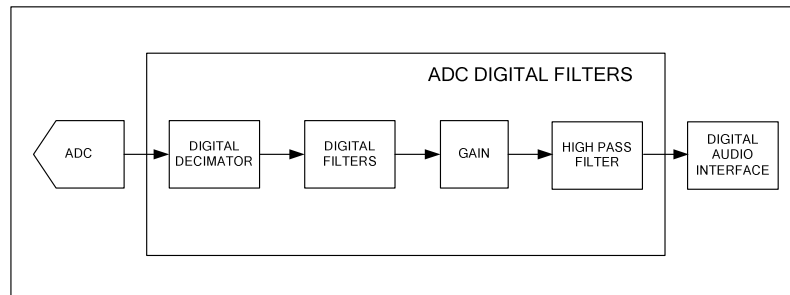 ADC DIGITAL FILTERS
ADC
DIGITAL
DECIMATOR
DIGITAL
FILTERS
GAIN
HIGH PASS
FILTER
DIGITAL
AUDIO
INTERFACE